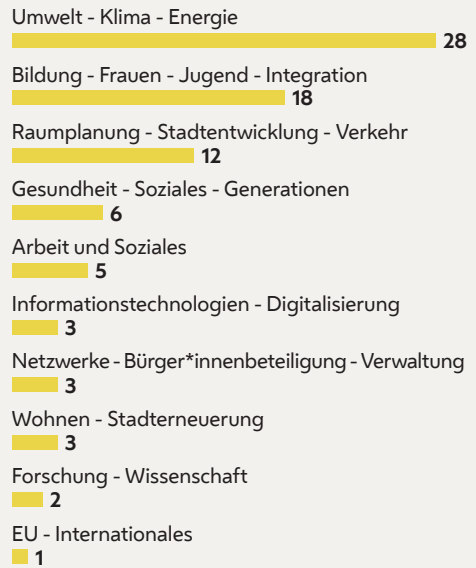 Umwelt - Klima - Energie
28
Bildung - Frauen - Jugend - Integration
18
Raumplanung - Stadtentwicklung - Verkehr
12
Gesundheit - Soziales - Generationen
6
Arbeit und Soziales
5
Informationstechnologien - Digitalisierung
3
Netzwerke - Bürger*innenbeteiligung - Verwaltung
3
Wohnen - Stadterneuerung
3
Forschung - Wissenschaft
2
EU - Internationales
1